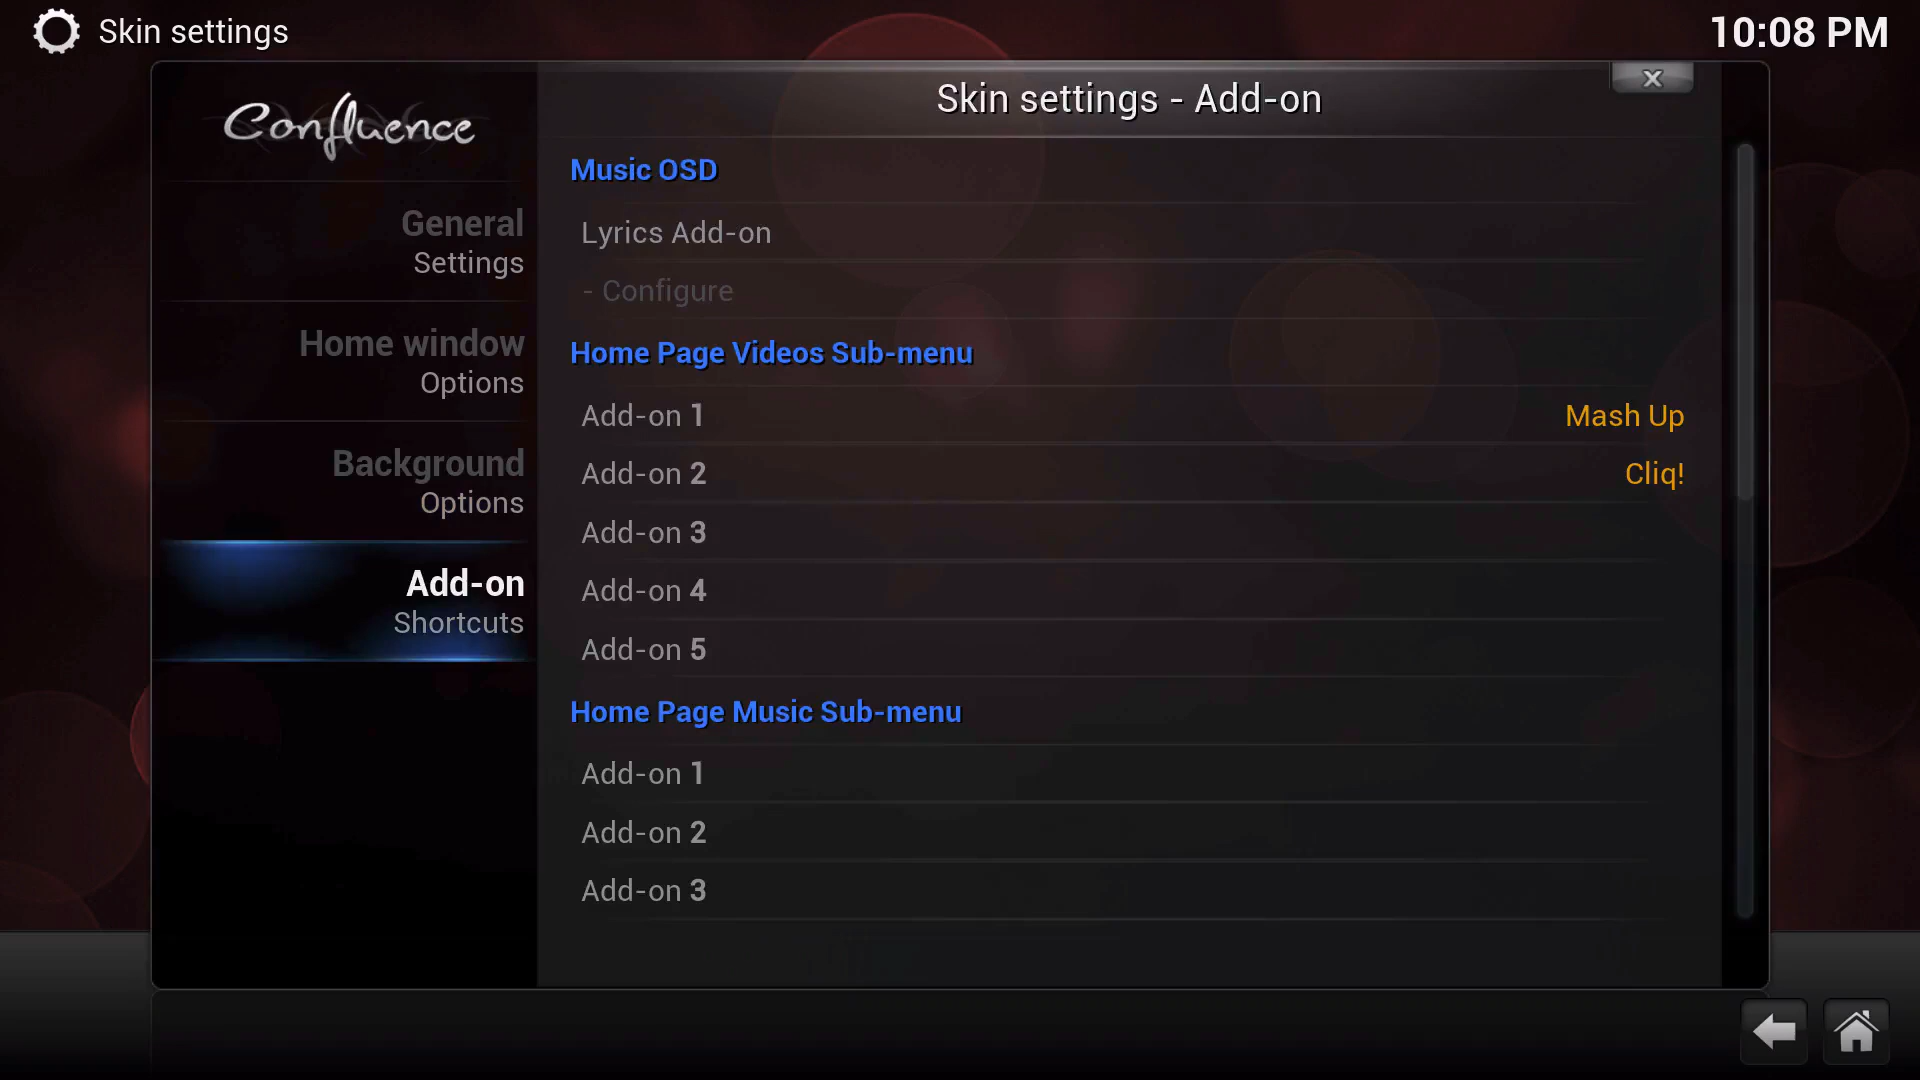 Skin settings
10:08 PM
Confluence
General
Settings
Home window
Options
Background
Options
Add-on
Shortcuts
Skin settings - Add-on
x
Music OSD
Lyrics Add-on
- Configure
Home Page Videos Sub-menu
Add-on 1 Mash Up
Add-on 2 Cliq!
Add-on 3
Add-on 4
Add-on 5
Home Page Music Sub-menu
Add-on 1
Add-on 2
Add-on 3